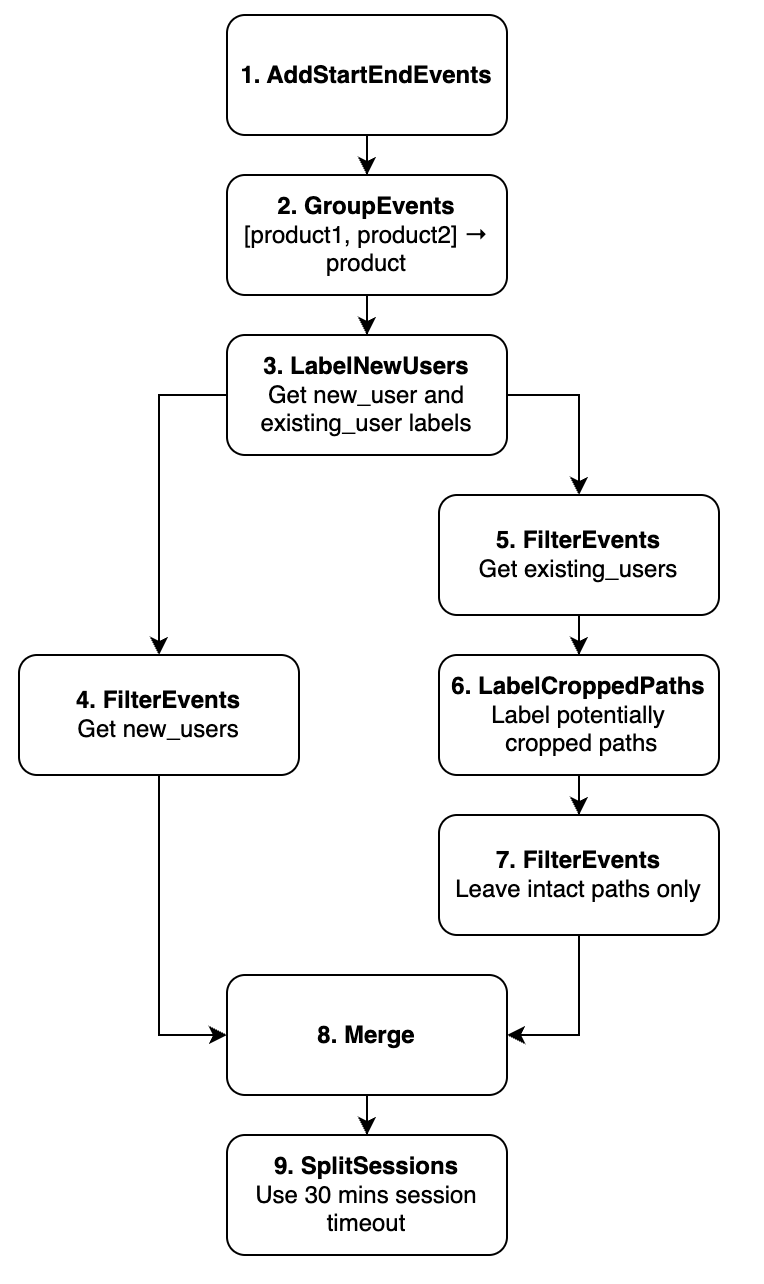 1. AddStartEndEvents
2. GroupEvents
[product1, product2] →
product
3. LabelNewUsers
Get new_user and
existing_user labels
5. FilterEvents
Get existing_users
4. FilterEvents
Get new_users
6. LabelCroppedPaths
Label potentially
cropped paths
7. FilterEvents
Leave intact paths only
8. Merge
9. SplitSessions
Use 30 mins session
timeout